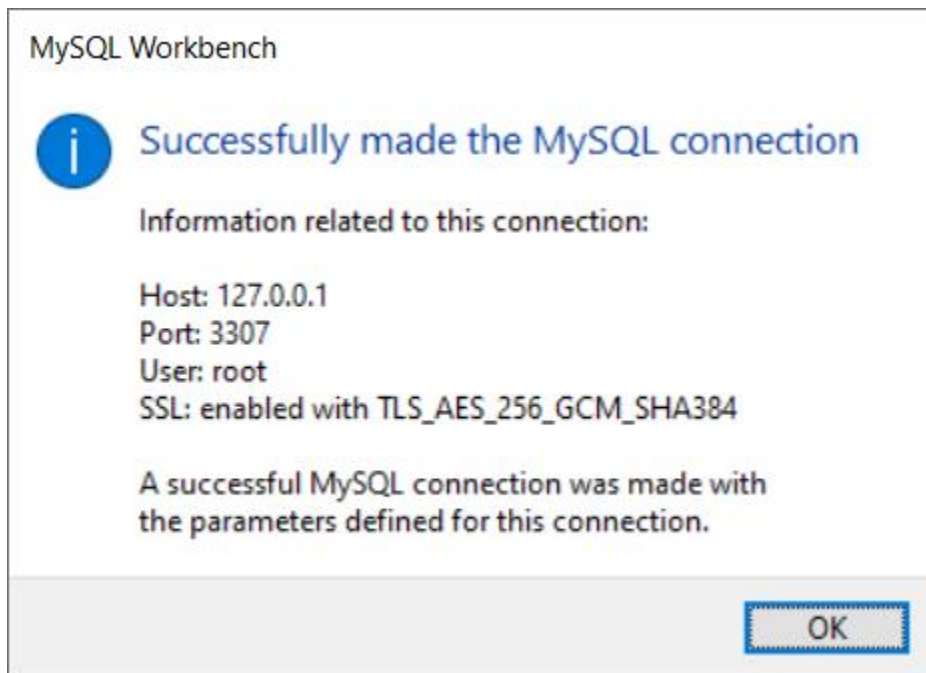 MySQL Workbench
i
Successfully made the MySQL connection
Information related to this connection:
Host: 127.0.0.1
Port: 3307
User: root
SSL: enabled with TLS_AES_256_GCM_SHA384
A successful MySQL connection was made with
the parameters defined for this connection.
OK